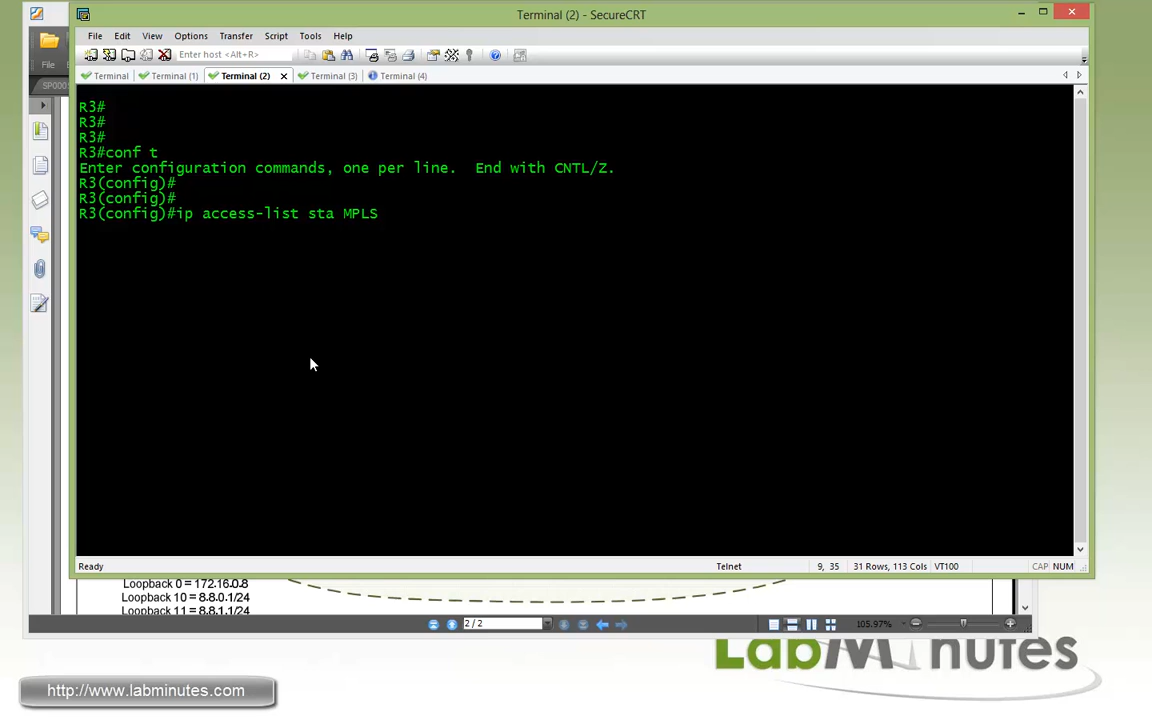 Terminal (2) - SecureCRT
File Edit View Options Transfer Script Tools Help
Enter host <Alt+R>
Terminal Terminal (1) Terminal (2) Terminal (3) Terminal (4)
File
SP000
R3#
R3#
R3#
R3#conf t
Enter configuration commands, one per line.  End with CNTL/Z.
R3(config)#
R3(config)#
R3(config)#ip access-list sta MPLS
Ready Telnet 9, 35 31 Rows, 113 Cols VT100 CAP NUM
Loopback 0 = 172.16.0.8
Loopback 10 = 8.8.0.1/24
Loopback 11 = 8.8.1.1/24
2 / 2 105.97%
LabMinutes
http://www.labminutes.com